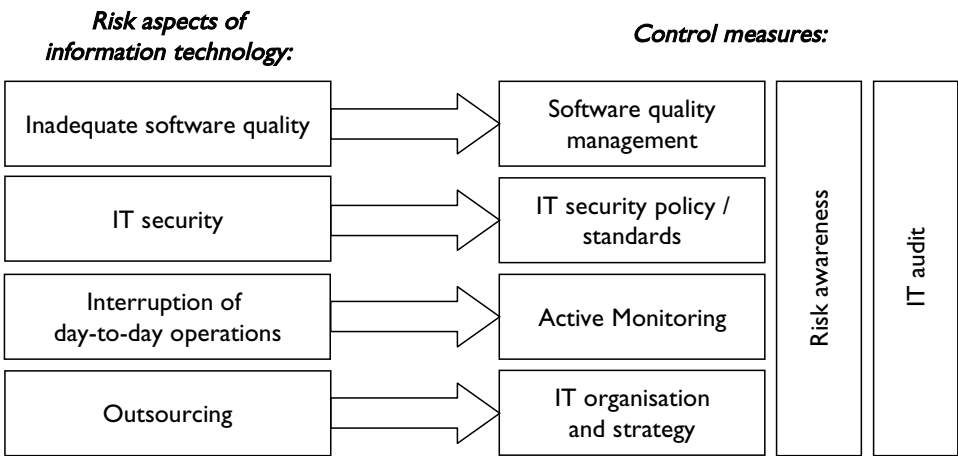 Risk aspects of
information technology:
Control measures:
Inadequate software quality
Software quality
management
IT security
IT security policy /
standards
Interruption of
day-to-day operations
Active Monitoring
Outsourcing
IT organisation
and strategy
Risk awareness
IT audit